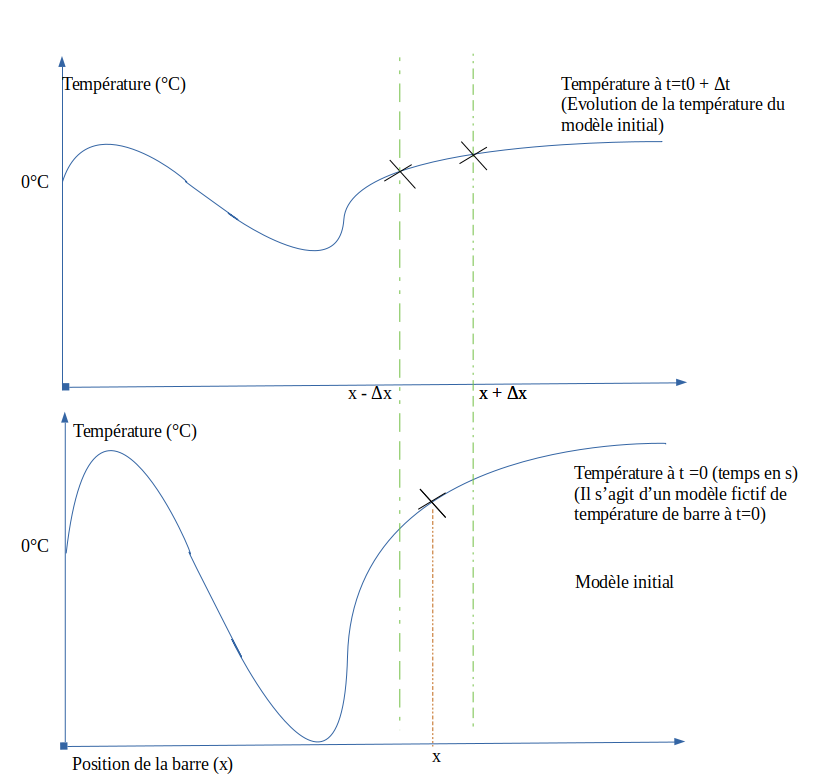 Température (°C)
Température à t=t0 + Δt
(Evolution de la température du
modèle initial)
0°C
x - Δx
x + Δx
Température (°C)
Température à t =0 (temps en s)
(Il s’agit d’un modèle fictif de
température de barre à t=0)
0°C
Modèle initial
x
Position de la barre (x)